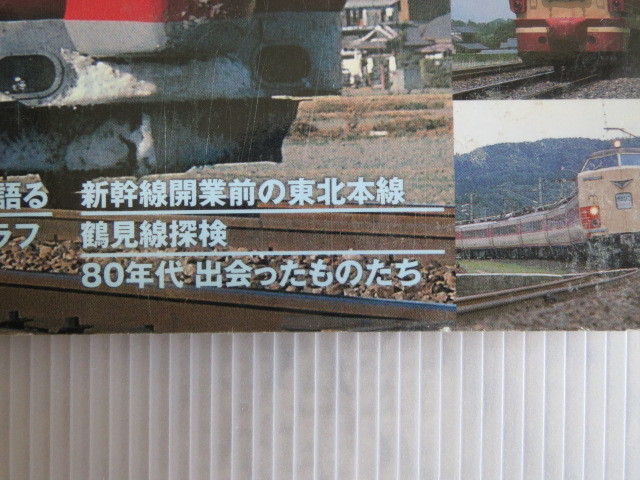 語る 新幹線開業前の東北本線
ラフ 鶴見線探検
80年代 出会ったものたち